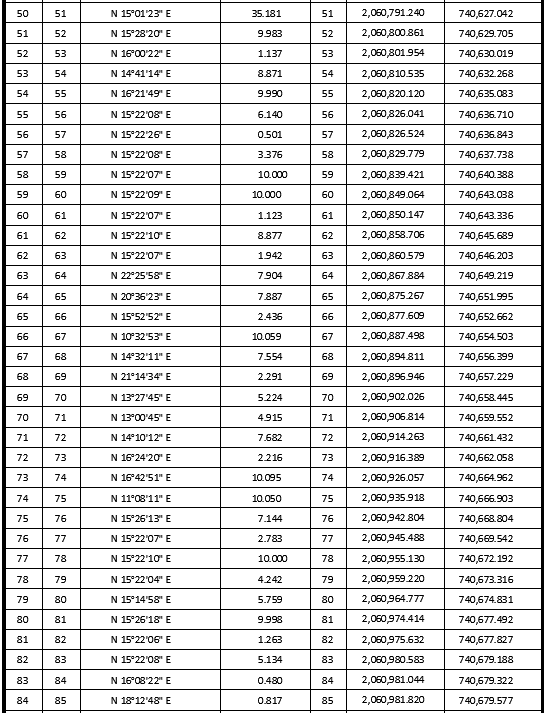 50 51 N 15°01'23" E 35.181 51 2,060,791.240 740,627.042
51 52 N 15°28'20" E 9.983 52 2,060,800.861 740,629.705
52 53 N 16°00'22" E 1.137 53 2,060,801.954 740,630.019
53 54 N 14°41'14" E 8.871 54 2,060,810.535 740,632.268
54 55 N 16°21'49" E 9.990 55 2,060,820.120 740,635.083
55 56 N 15°22'08" E 6.140 56 2,060,826.041 740,636.710
56 57 N 15°22'26" E 0.501 57 2,060,826.524 740,636.843
57 58 N 15°22'08" E 3.376 58 2,060,829.779 740,637.738
58 59 N 15°22'07" E 10.000 59 2,060,839.421 740,640.388
59 60 N 15°22'09" E 10.000 60 2,060,849.064 740,643.038
60 61 N 15°22'07" E 1.123 61 2,060,850.147 740,643.336
61 62 N 15°22'10" E 8.877 62 2,060,858.706 740,645.689
62 63 N 15°22'07" E 1.942 63 2,060,860.579 740,646.203
63 64 N 22°25'58" E 7.904 64 2,060,867.884 740,649.219
64 65 N 20°36'23" E 7.887 65 2,060,875.267 740,651.995
65 66 N 15°52'52" E 2.436 66 2,060,877.609 740,652.662
66 67 N 10°32'53" E 10.059 67 2,060,887.498 740,654.503
67 68 N 14°32'11" E 7.554 68 2,060,894.811 740,656.399
68 69 N 21°14'34" E 2.291 69 2,060,896.946 740,657.229
69 70 N 13°27'45" E 5.224 70 2,060,902.026 740,658.445
70 71 N 13°00'45" E 4.915 71 2,060,906.814 740,659.552
71 72 N 14°10'12" E 7.682 72 2,060,914.263 740,661.432
72 73 N 16°24'20" E 2.216 73 2,060,916.389 740,662.058
73 74 N 16°42'51" E 10.095 74 2,060,926.057 740,664.962
74 75 N 11°08'11" E 10.050 75 2,060,935.918 740,666.903
75 76 N 15°26'13" E 7.144 76 2,060,942.804 740,668.804
76 77 N 15°22'07" E 2.783 77 2,060,945.488 740,669.542
77 78 N 15°22'10" E 10.000 78 2,060,955.130 740,672.192
78 79 N 15°22'04" E 4.242 79 2,060,959.220 740,673.316
79 80 N 15°14'58" E 5.759 80 2,060,964.777 740,674.831
80 81 N 15°26'18" E 9.998 81 2,060,974.414 740,677.492
81 82 N 15°22'06" E 1.263 82 2,060,975.632 740,677.827
82 83 N 15°22'08" E 5.134 83 2,060,980.583 740,679.188
83 84 N 16°08'22" E 0.480 84 2,060,981.044 740,679.322
84 85 N 18°12'48" E 0.817 85 2,060,981.820 740,679.577